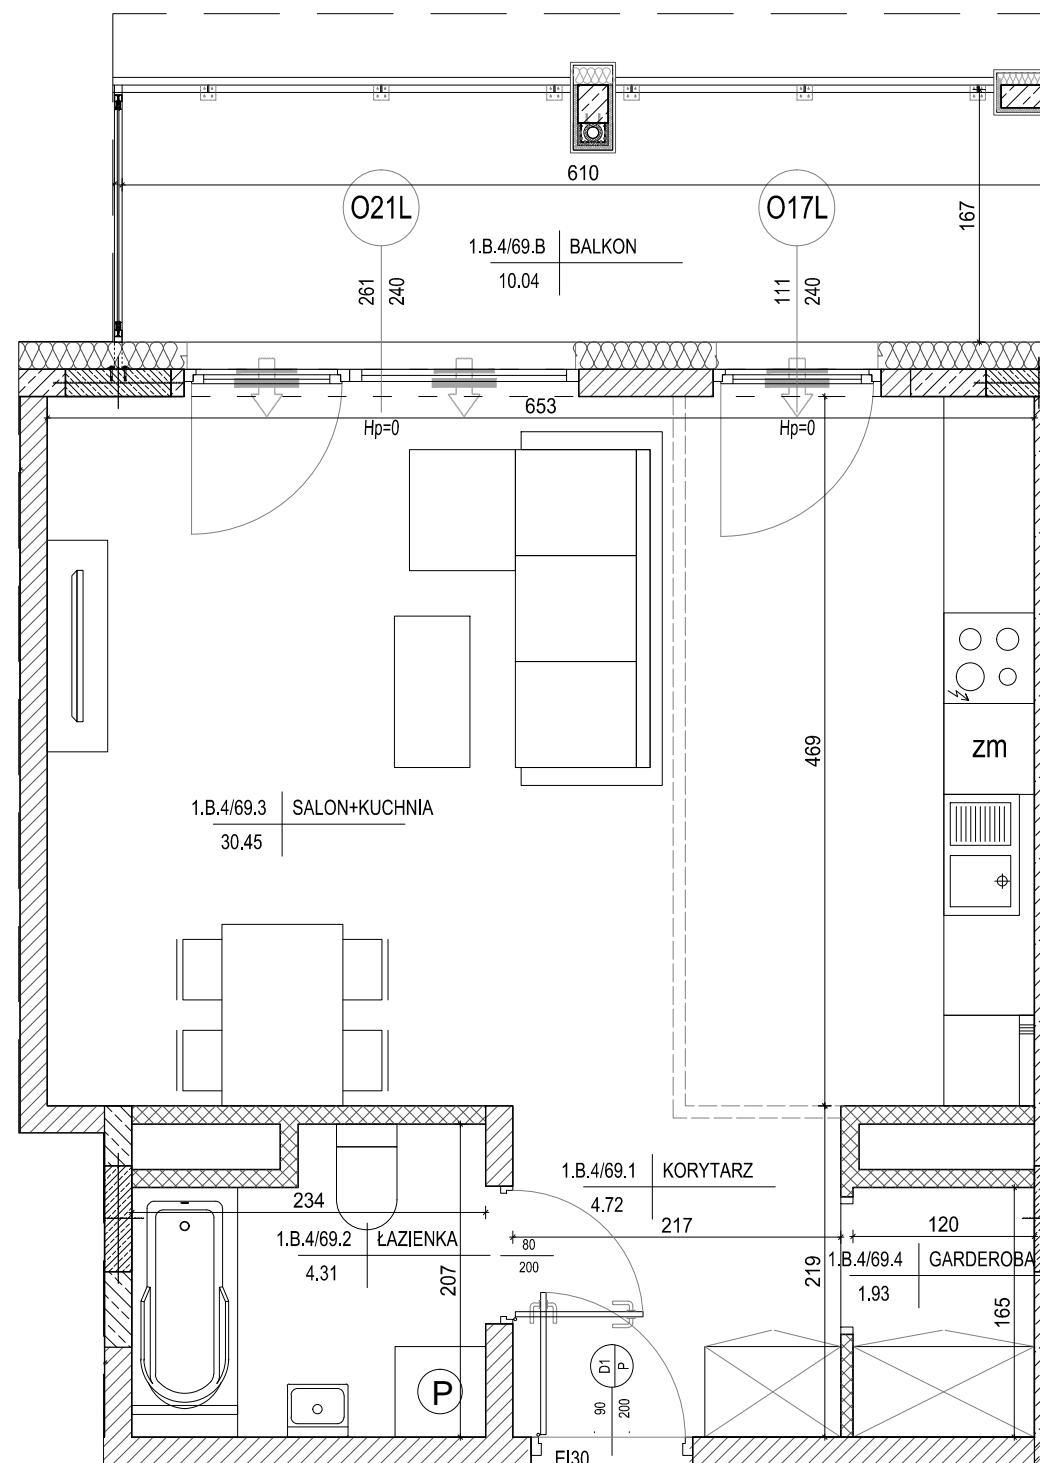 610
O21L
O17L
167
1.B.4/69.B BALKON
10.04
261
240
111
240
653
Hp=0
Hp=0
469
zm
1.B.4/69.3 SALON+KUCHNIA
30.45
1.B.4/69.1 KORYTARZ
4.72
234
217
120
1.B.4/69.2 ŁAZIENKA
4.31
207
80
200
219
1.B.4/69.4 GARDEROBA
1.93
165
D1
P
P
90
200
EI30